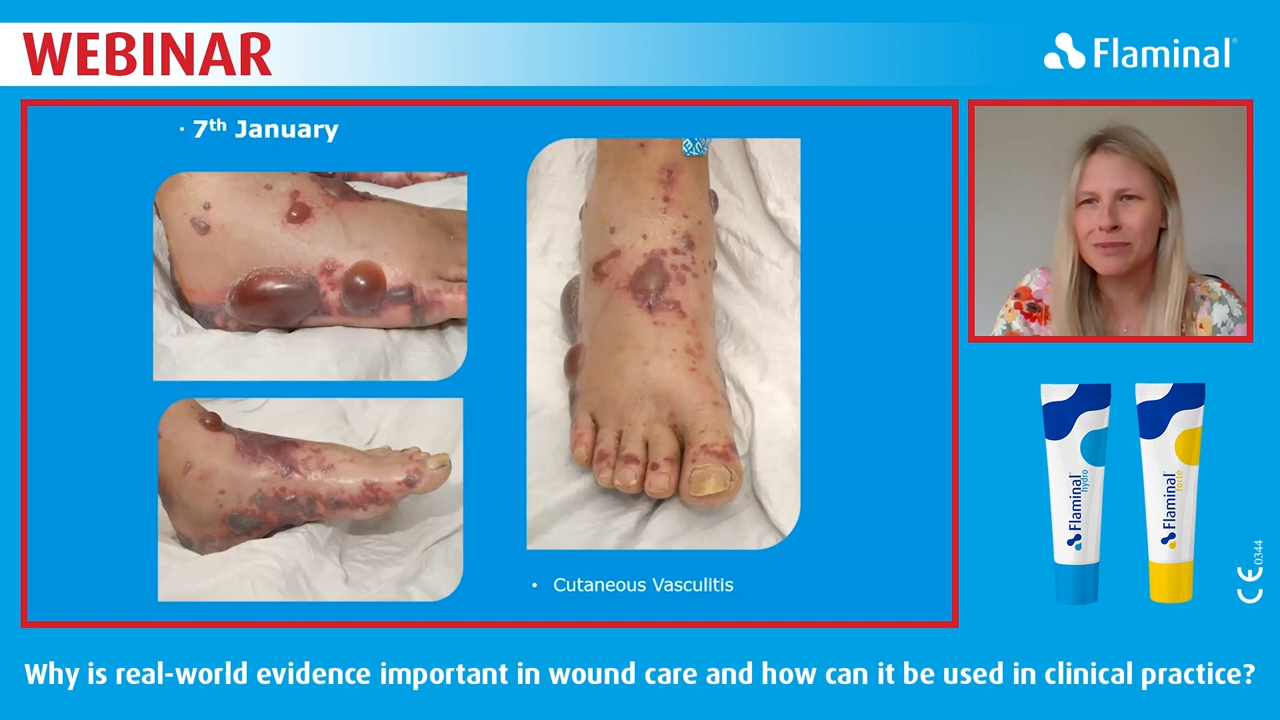 WEBINAR
Flaminal®
· 7th January
• Cutaneous Vasculitis
Flaminal® hydro
Flaminal® forte
CE 0344
Why is real-world evidence important in wound care and how can it be used in clinical practice?